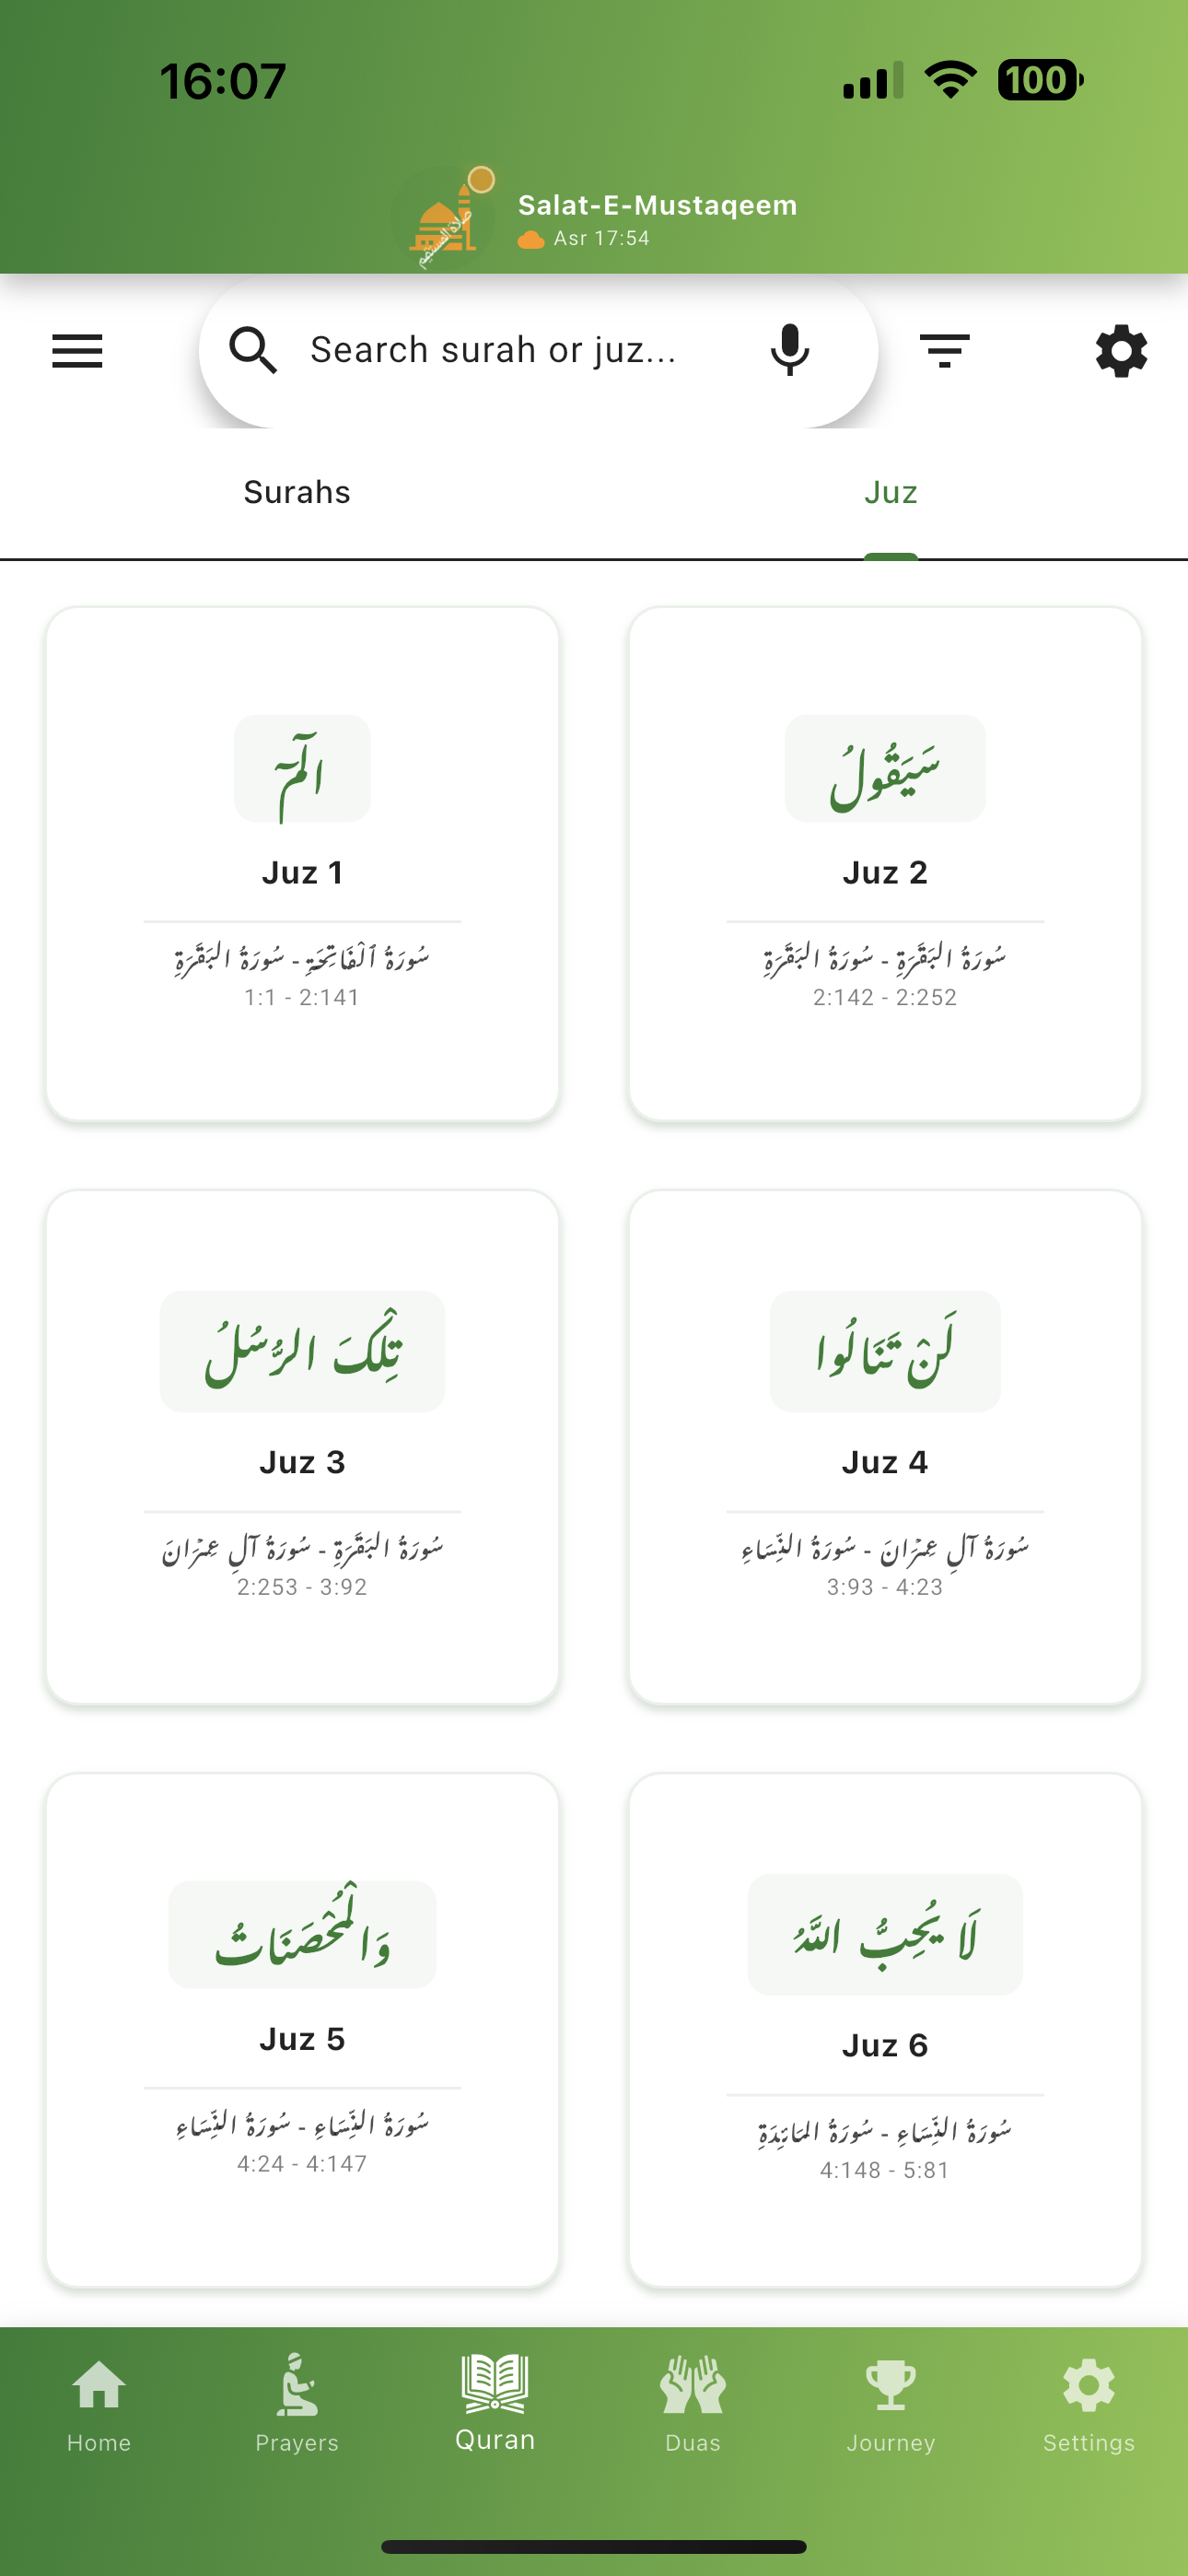 16:07
100
صلاة المستقيم
Salat-E-Mustaqeem
Asr 17:54
Search surah or juz...
Surahs
Juz
الٓمٓ
Juz 1
سُورَةُ ٱلْفَاتِحَةِ - سُورَةُ البَقَرَةِ
1:1 - 2:141
سَيَقُولُ
Juz 2
سُورَةُ البَقَرَةِ - سُورَةُ البَقَرَةِ
2:142 - 2:252
تِلْكَ الرُّسُلُ
Juz 3
سُورَةُ البَقَرَةِ - سُورَةُ آلِ عِمۡرَانَ
2:253 - 3:92
لَنْ تَنَالُوا
Juz 4
سُورَةُ آلِ عِمۡرَانَ - سُورَةُ النِّسَاءِ
3:93 - 4:23
وَالْمُحْصَنَاتُ
Juz 5
سُورَةُ النِّسَاءِ - سُورَةُ النِّسَاءِ
4:24 - 4:147
لَا يُحِبُّ اللَّهُ
Juz 6
سُورَةُ النِّسَاءِ - سُورَةُ المَائـِدَةِ
4:148 - 5:81
Home
Prayers
Quran
Duas
Journey
Settings